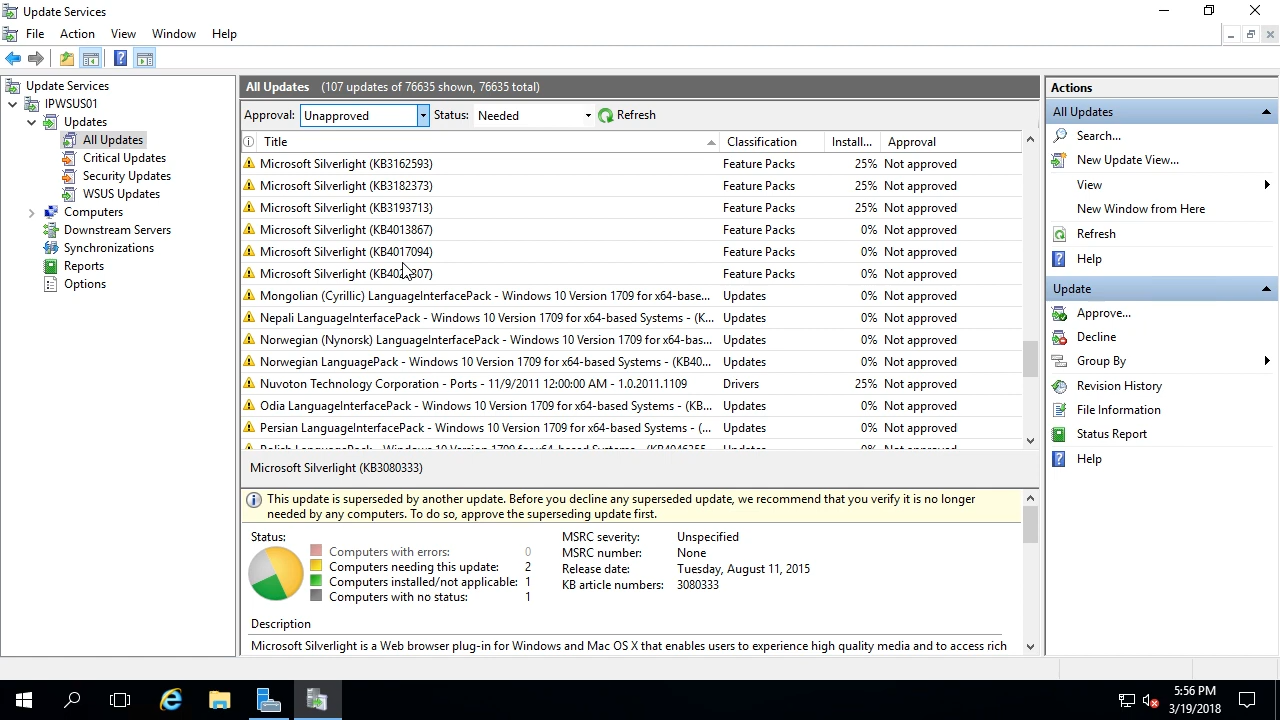 Update Services
File Action View Window Help
Update Services
IPWSUS01
Updates
All Updates
Critical Updates
Security Updates
WSUS Updates
Computers
Downstream Servers
Synchronizations
Reports
Options
All Updates (107 updates of 76635 shown, 76635 total)
Approval: Unapproved Status: Needed Refresh
Title Classification Install... Approval
Microsoft Silverlight (KB3162593) Feature Packs 25% Not approved
Microsoft Silverlight (KB3182373) Feature Packs 25% Not approved
Microsoft Silverlight (KB3193713) Feature Packs 25% Not approved
Microsoft Silverlight (KB4013867) Feature Packs 0% Not approved
Microsoft Silverlight (KB4017094) Feature Packs 0% Not approved
Microsoft Silverlight Feature Packs 0% Not approved
Mongolian (Cyrillic) LanguageInterfacePack - Windows 10 Version 1709 for x64-base... Updates 0% Not approved
Nepali LanguageInterfacePack - Windows 10 Version 1709 for x64-based Systems - (K... Updates 0% Not approved
Norwegian (Nynorsk) LanguageInterfacePack - Windows 10 Version 1709 for x64-bas... Updates 0% Not approved
Norwegian LanguagePack - Windows 10 Version 1709 for x64-based Systems - (KB40... Updates 0% Not approved
Nuvoton Technology Corporation - Ports - 11/9/2011 12:00:00 AM - 1.0.2011.1109 Drivers 25% Not approved
Odia LanguageInterfacePack - Windows 10 Version 1709 for x64-based Systems - (KB... Updates 0% Not approved
Persian LanguageInterfacePack - Windows 10 Version 1709 for x64-based Systems - (... Updates 0% Not approved
Microsoft Silverlight (KB3080333)
This update is superseded by another update. Before you decline any superseded update, we recommend that you verify it is no longer
needed by any computers. To do so, approve the superseding update first.
Status:
Computers with errors: 0
Computers needing this update: 2
Computers installed/not applicable: 1
Computers with no status: 1
MSRC severity: Unspecified
MSRC number: None
Release date: Tuesday, August 11, 2015
KB article numbers: 3080333
Description
Microsoft Silverlight is a Web browser plug-in for Windows and Mac OS X that enables users to experience high quality media and to access rich
Actions
All Updates
Search...
New Update View...
View
New Window from Here
Refresh
Help
Update
Approve...
Decline
Group By
Revision History
File Information
Status Report
Help
5:56 PM
3/19/2018